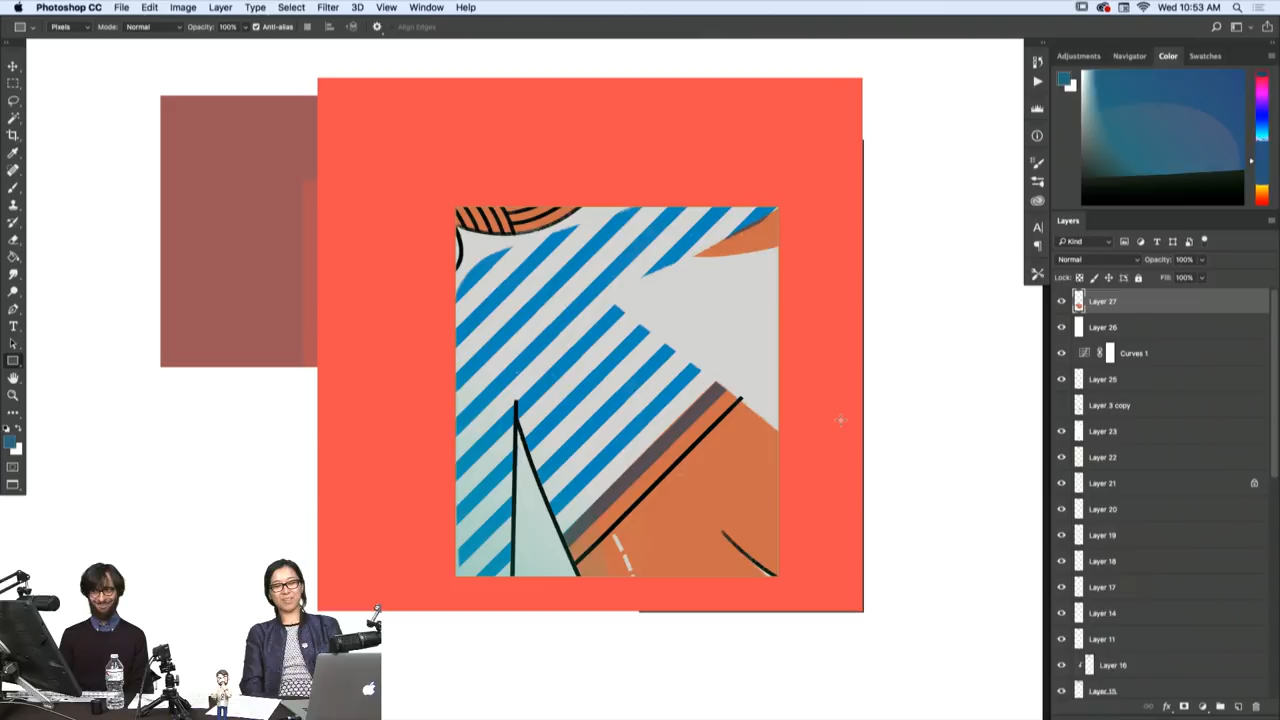 Photoshop CC File Edit Image Layer Type Select Filter 3D View Window Help Wed 10:53 AM
Pixels Mode: Normal Opacity: 100% Anti-alias Align Edges
Adjustments Navigator Color Swatches
Layers
Kind
Normal Opacity: 100%
Lock: Fill: 100%
Layer 27
Layer 26
Curves 1
Layer 25
Layer 3 copy
Layer 23
Layer 22
Layer 21
Layer 20
Layer 19
Layer 18
Layer 17
Layer 14
Layer 11
Layer 16
Layer 15